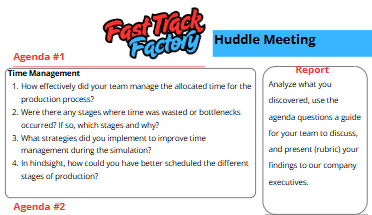 Fast Track
Factory
Huddle Meeting
Agenda #1
Time Management
1. How effectively did your team manage the allocated time for the
production process?
2. Were there any stages where time was wasted or bottlenecks
occurred? If so, which stages and why?
3. What strategies did you implement to improve time
management during the simulation?
4. In hindsight, how could you have better scheduled the different
stages of production?
Report
Analyze what you
discovered, use the
agenda questions a guide
for your team to discuss,
and present (rubric) your
findings to our company
executives.
Agenda #2